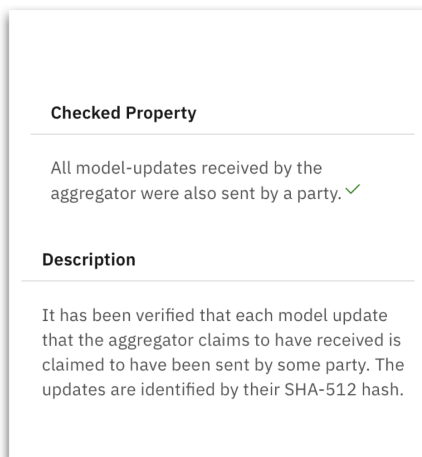 Checked Property
All model-updates received by the
aggregator were also sent by a party.
Description
It has been verified that each model update
that the aggregator claims to have received is
claimed to have been sent by some party. The
updates are identified by their SHA-512 hash.